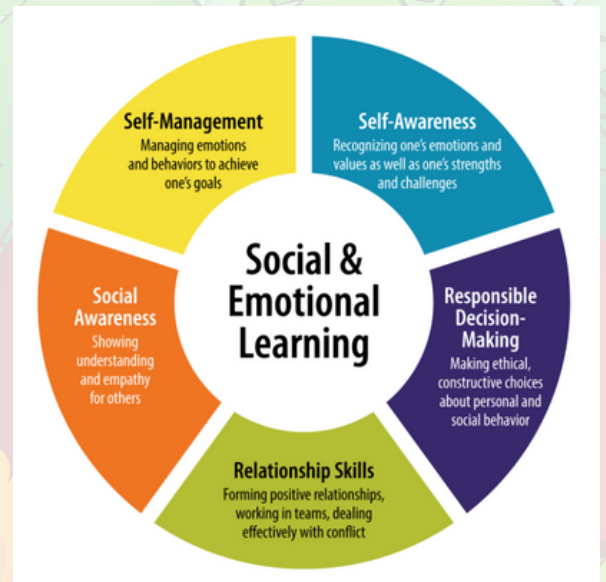 Social &
Emotional
Learning
Self-Awareness
Recognizing one's emotions and
values as well as one's strengths
and challenges
Responsible
Decision-
Making
Making ethical,
constructive choices
about personal and
social behavior
Relationship Skills
Forming positive relationships,
working in teams, dealing
effectively with conflict
Social
Awareness
Showing
understanding
and empathy
for others
Self-Management
Managing emotions
and behaviors to achieve
one's goals